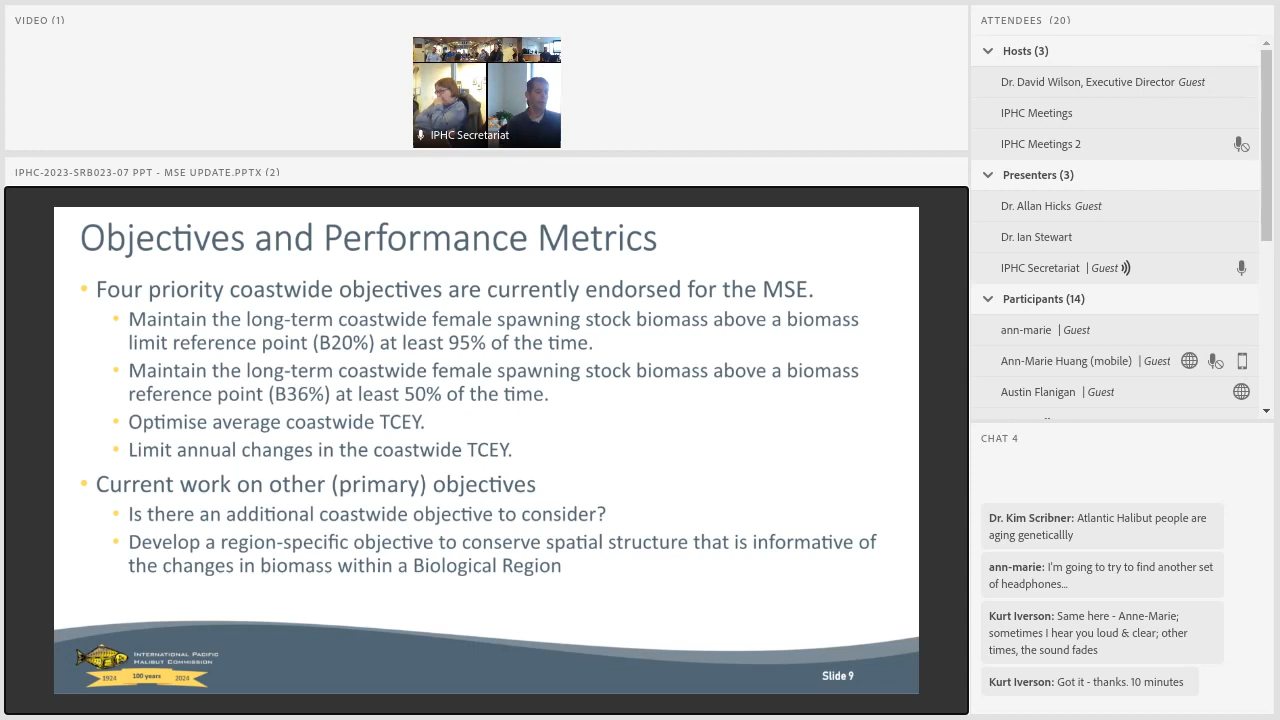 VIDEO (1)
IPHC Secretariat
IPHC-2023-SRB023-07 PPT - MSE UPDATE.PPTX (2)
Objectives and Performance Metrics
• Four priority coastwide objectives are currently endorsed for the MSE.
• Maintain the long-term coastwide female spawning stock biomass above a biomass
limit reference point (B20%) at least 95% of the time.
• Maintain the long-term coastwide female spawning stock biomass above a biomass
reference point (B36%) at least 50% of the time.
• Optimise average coastwide TCEY.
• Limit annual changes in the coastwide TCEY.
• Current work on other (primary) objectives
• Is there an additional coastwide objective to consider?
• Develop a region-specific objective to conserve spatial structure that is informative of
the changes in biomass within a Biological Region
INTERNATIONAL PACIFIC
HALIBUT COMMISSION
1924 100 years 2024
Slide 9
ATTENDEES (20)
Hosts (3)
Dr. David Wilson, Executive Director Guest
IPHC Meetings
IPHC Meetings 2
Presenters (3)
Dr. Allan Hicks Guest
Dr. Ian Stewart
IPHC Secretariat | Guest
Participants (14)
ann-marie | Guest
Ann-Marie Huang (mobile) | Guest
Austin Flanigan | Guest
CHAT 4
Dr. Kim Scribner: Atlantic Halibut people are
aging geneticallly
ann-marie: I'm going to try to find another set
of headphones...
Kurt Iverson: Same here - Anne-Marie;
sometimes I hear you loud & clear; other
times, the sound fades
Kurt Iverson: Got it - thanks. 10 minutes